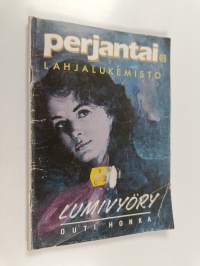 perjantai
LAHJALUKEMISTO
LUMIVYÖRY
OUTI HONKA